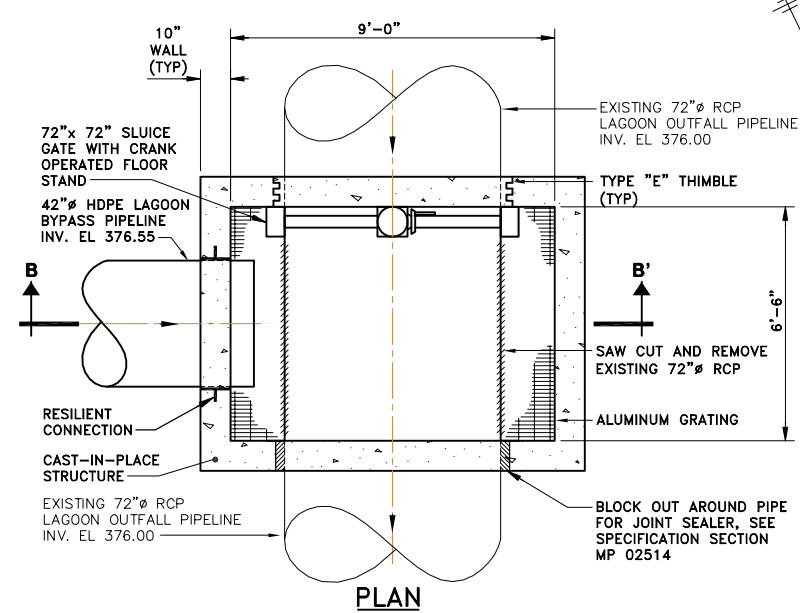 9'-0"
10"
WALL
(TYP)
EXISTING 72"ø RCP
LAGOON OUTFALL PIPELINE
INV. EL 376.00
72"x 72" SLUICE
GATE WITH CRANK
OPERATED FLOOR
STAND
TYPE "E" THIMBLE
(TYP)
42"ø HDPE LAGOON
BYPASS PIPELINE
INV. EL 376.55
B
B'
6'-6"
SAW CUT AND REMOVE
EXISTING 72"ø RCP
RESILIENT
CONNECTION
ALUMINUM GRATING
CAST-IN-PLACE
STRUCTURE
EXISTING 72"ø RCP
LAGOON OUTFALL PIPELINE
INV. EL 376.00
BLOCK OUT AROUND PIPE
FOR JOINT SEALER, SEE
SPECIFICATION SECTION
MP 02514
PLAN